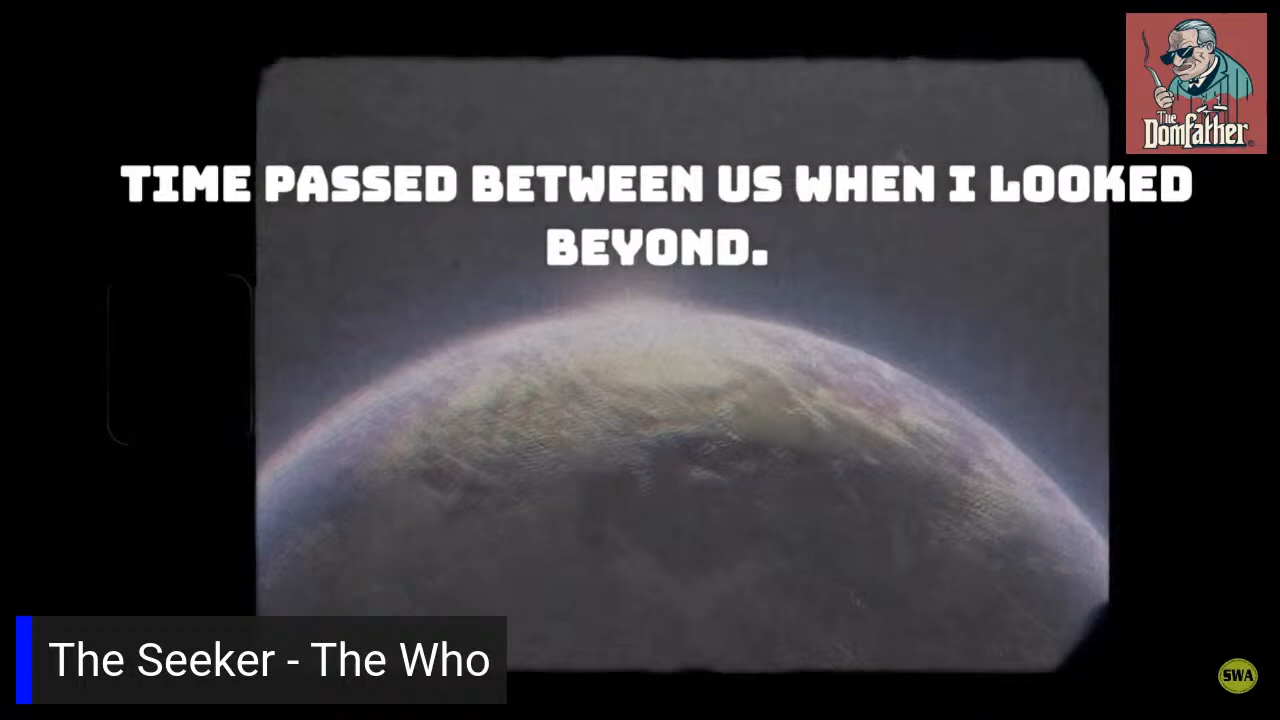 The
Domfather
TIME PASSED BETWEEN US WHEN I LOOKED
BEYOND.
The Seeker - The Who
SWA